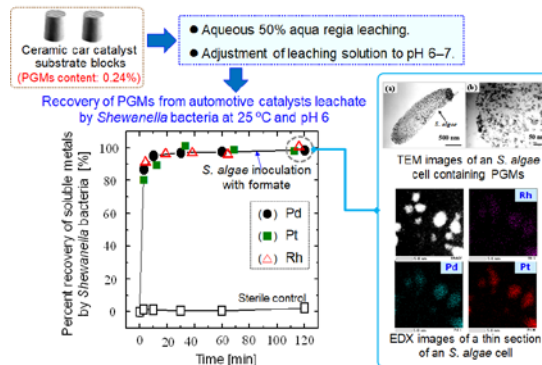 Ceramic car catalyst
substrate blocks
(PGMs content: 0.24%)
● Aqueous 50% aqua regia leaching.
● Adjustment of leaching solution to pH 6–7.
Recovery of PGMs from automotive catalysts leachate
by Shewanella bacteria at 25 °C and pH 6
Percent recovery of soluble metals
by Shewanella bacteria [%]
100
80
60
40
20
0
S. algae inoculation
with formate
(●) Pd
(■) Pt
(△) Rh
Sterile control
0 20 40 60 80 100 120
Time [min]
(a)
(b)
S. algae
500 nm
50 nm
TEM images of an S. algae
cell containing PGMs
Rh
Pd
Pt
EDX images of a thin section
of an S. algae cell